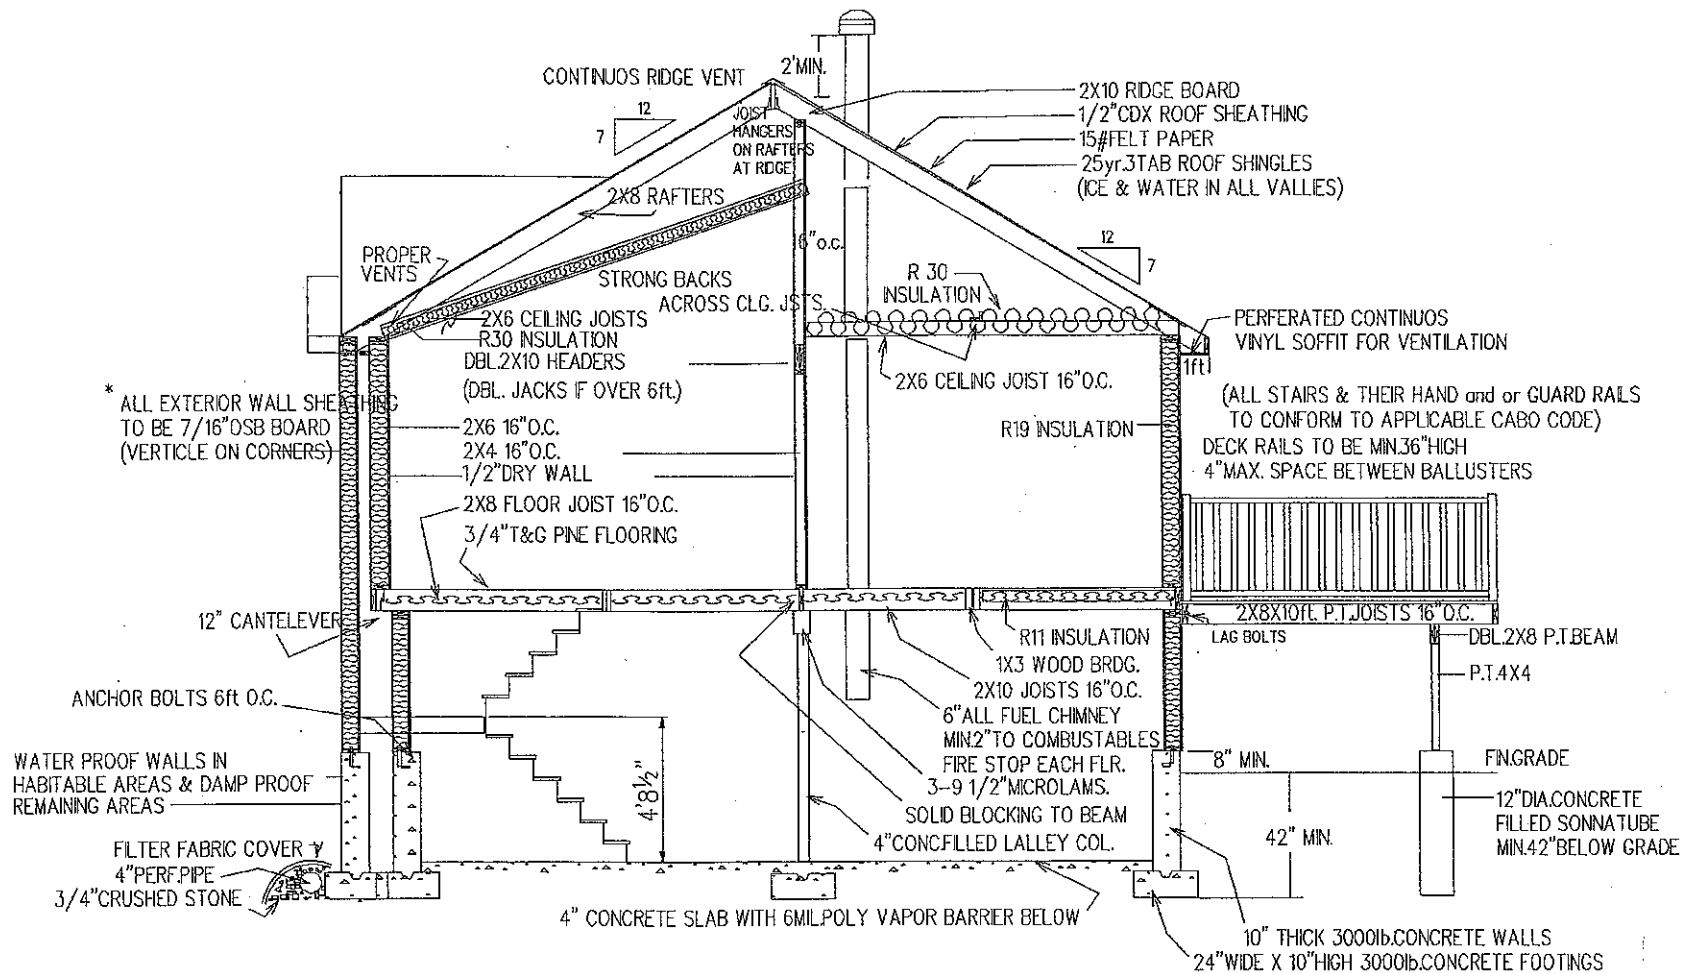 2'MIN.
CONTINUOS RIDGE VENT
12
7
JOIST
HANGERS
ON RAFTERS
AT RIDGE
2X10 RIDGE BOARD
1/2"CDX ROOF SHEATHING
15#FELT PAPER
25yr.3TAB ROOF SHINGLES
(ICE & WATER IN ALL VALLIES)
2X8 RAFTERS
12
7
PROPER
VENTS
6"o.c.
STRONG BACKS
ACROSS CLG. JSTS.
R 30
INSULATION
2X6 CEILING JOISTS
R30 INSULATION
DBL.2X10 HEADERS
(DBL. JACKS IF OVER 6ft.)
PERFERATED CONTINUOS
VINYL SOFFIT FOR VENTILATION
1ft
2X6 CEILING JOIST 16"O.C.
* ALL EXTERIOR WALL SHEATHING
TO BE 7/16"OSB BOARD
(VERTICLE ON CORNERS)
(ALL STAIRS & THEIR HAND and or GUARD RAILS
TO CONFORM TO APPLICABLE CABO CODE)
DECK RAILS TO BE MIN.36"HIGH
4"MAX. SPACE BETWEEN BALLUSTERS
2X6 16"O.C.
2X4 16"O.C.
1/2"DRY WALL
R19 INSULATION
2X8 FLOOR JOIST 16"O.C.
3/4"T&G PINE FLOORING
12" CANTELEVER
2X8X10ft. P.T.JOISTS 16"O.C.
LAG BOLTS
DBL.2X8 P.T.BEAM
P.T.4X4
R11 INSULATION
1X3 WOOD BRDG.
2X10 JOISTS 16"O.C.
6"ALL FUEL CHIMNEY
MIN.2"TO COMBUSTABLES
FIRE STOP EACH FLR.
3-9 1/2"MICROLAMS.
SOLID BLOCKING TO BEAM
4"CONC.FILLED LALLEY COL.
ANCHOR BOLTS 6ft O.C.
4'8½"
WATER PROOF WALLS IN
HABITABLE AREAS & DAMP PROOF
REMAINING AREAS
8" MIN.
FIN.GRADE
42" MIN.
12"DIA.CONCRETE
FILLED SONNATUBE
MIN.42"BELOW GRADE
FILTER FABRIC COVER
4"PERF.PIPE
3/4"CRUSHED STONE
4" CONCRETE SLAB WITH 6MIL.POLY VAPOR BARRIER BELOW
10" THICK 3000lb.CONCRETE WALLS
24"WIDE X 10"HIGH 3000lb.CONCRETE FOOTINGS